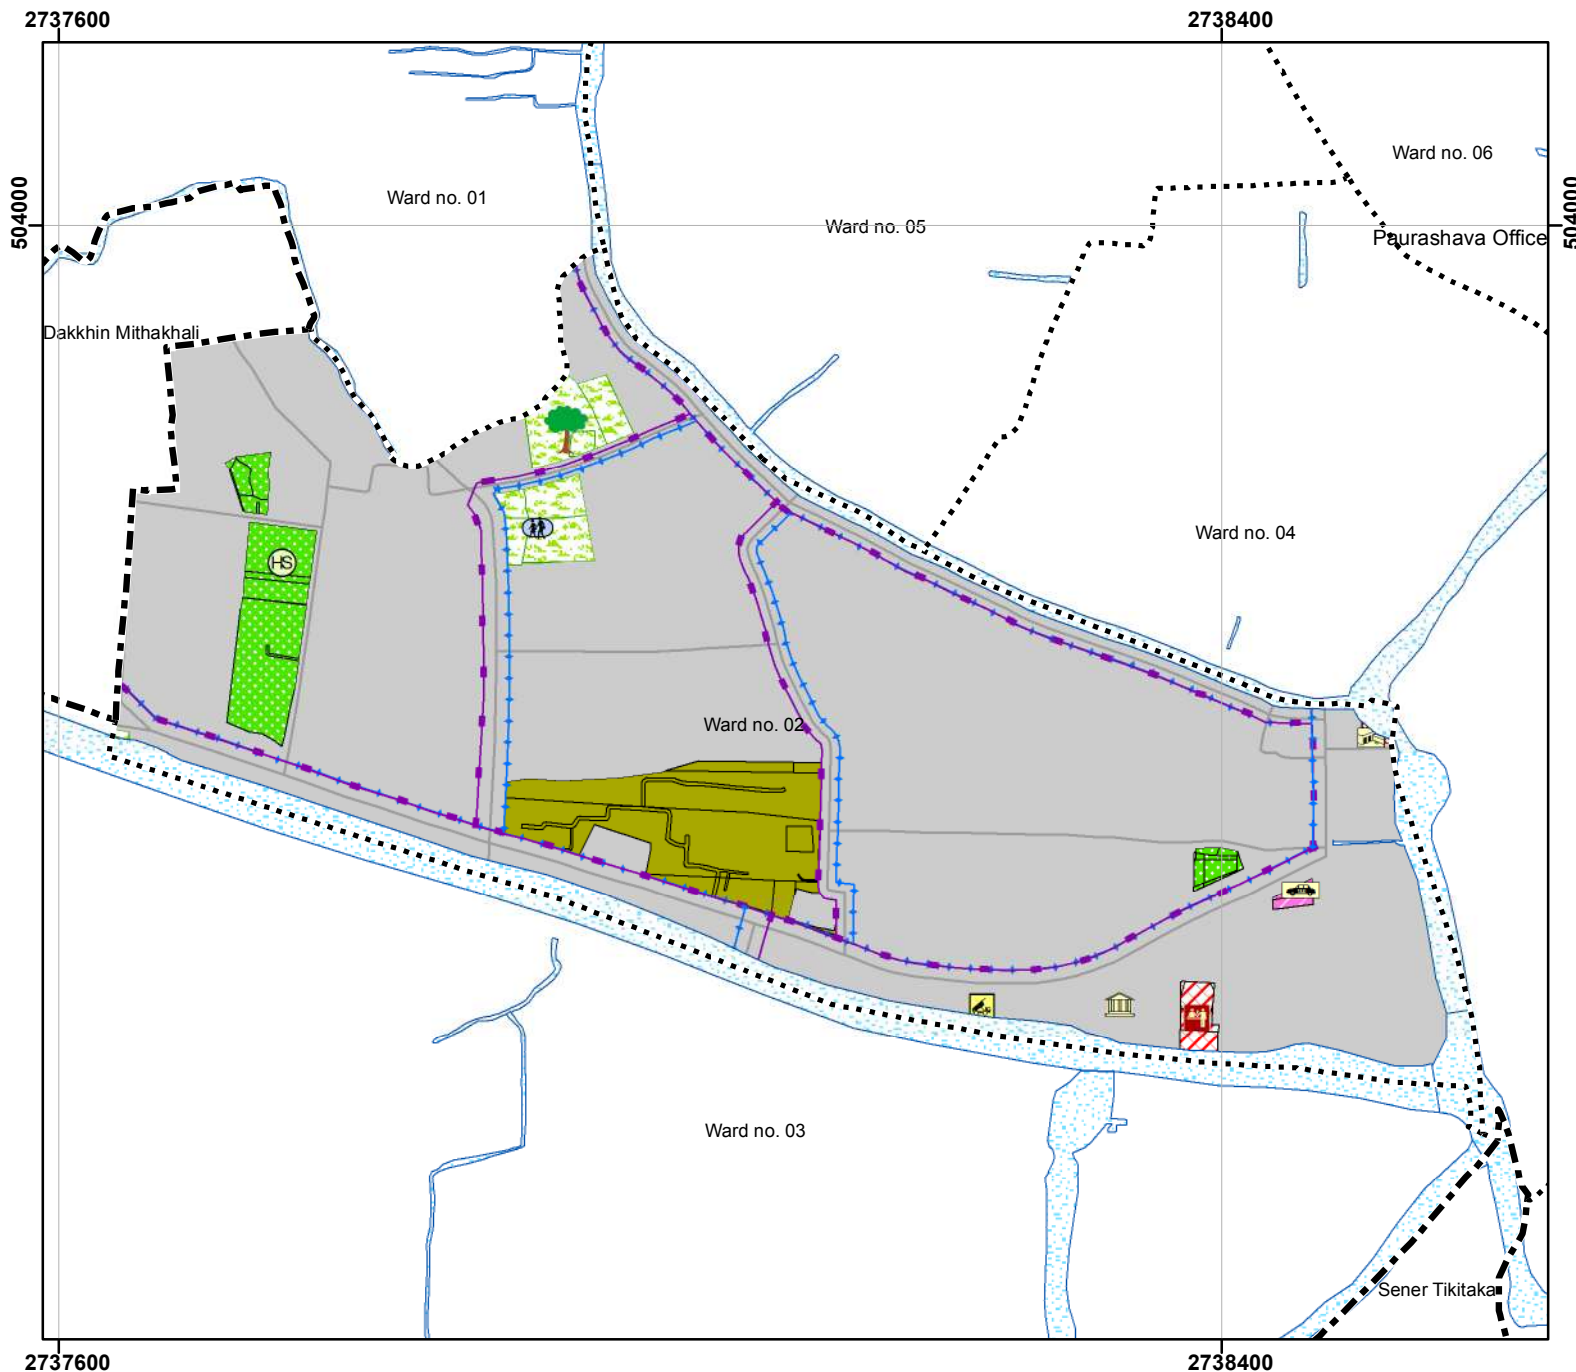 2737600
2738400
Ward no. 06
Ward no. 01
504000
504000
Ward no. 05
Paurashava Office
Dakkhin Mithakhali
Ward no. 04
HS
Ward no. 02
Ward no. 03
Sener Tikitaka
2737600
2738400